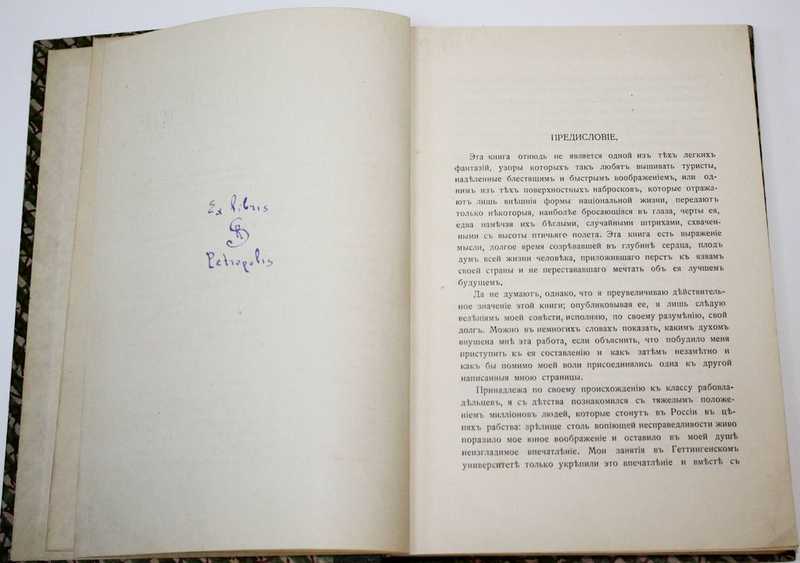 Ex libris
Petropolis
ПРЕДИСЛОВІЕ.
Эта книга отнюдь не является одной изъ тѣхъ легкихъ
фантазій, узоры которыхъ такъ любятъ вышивать туристы,
надѣленные блестящимъ и быстрымъ воображеніемъ, или од-
нимъ изъ тѣхъ поверхностныхъ набросковъ, которые отража-
ютъ лишь внѣшнія формы національной жизни, передаютъ
только нѣкоторыя, наиболѣе бросающіяся въ глаза, черты ея,
едва намѣчая ихъ бѣглыми, случайными штрихами, схвачен-
ными съ высоты птичьяго полета. Эта книга есть выраженіе
мысли, долгое время созрѣвавшей въ глубинѣ сердца, плодъ
думъ всей жизни человѣка, приложившаго перстъ къ язвамъ
своей страны и не перестававшаго мечтать объ ея лучшемъ
будущемъ.
Да не думаютъ, однако, что я преувеличиваю дѣйствитель-
ное значеніе этой книги; опубликовывая ее, я лишь слѣдую
велѣніямъ моей совѣсти, исполняю, по своему разумѣнію, свой
долгъ. Можно въ немногихъ словахъ показать, какимъ духомъ
внушена мнѣ эта работа, если объяснить, что побудило меня
приступить къ ея составленію и какъ затѣмъ незамѣтно и
какъ бы помимо моей воли присоединялись одна къ другой
написанныя мною страницы.
Принадлежа по своему происхожденію къ классу рабовла-
дѣльцевъ, я съ дѣтства познакомился съ тяжелымъ положе-
ніемъ милліоновъ людей, которые стонутъ въ Россіи въ цѣ-
пяхъ рабства: зрѣлище столь вопіющей несправедливости живо
поразило мое юное воображеніе и оставило въ моей душѣ
неизгладимое впечатлѣніе. Мои занятія въ Геттингенскомъ
университетѣ только укрѣпили это впечатлѣніе и вмѣстѣ съ